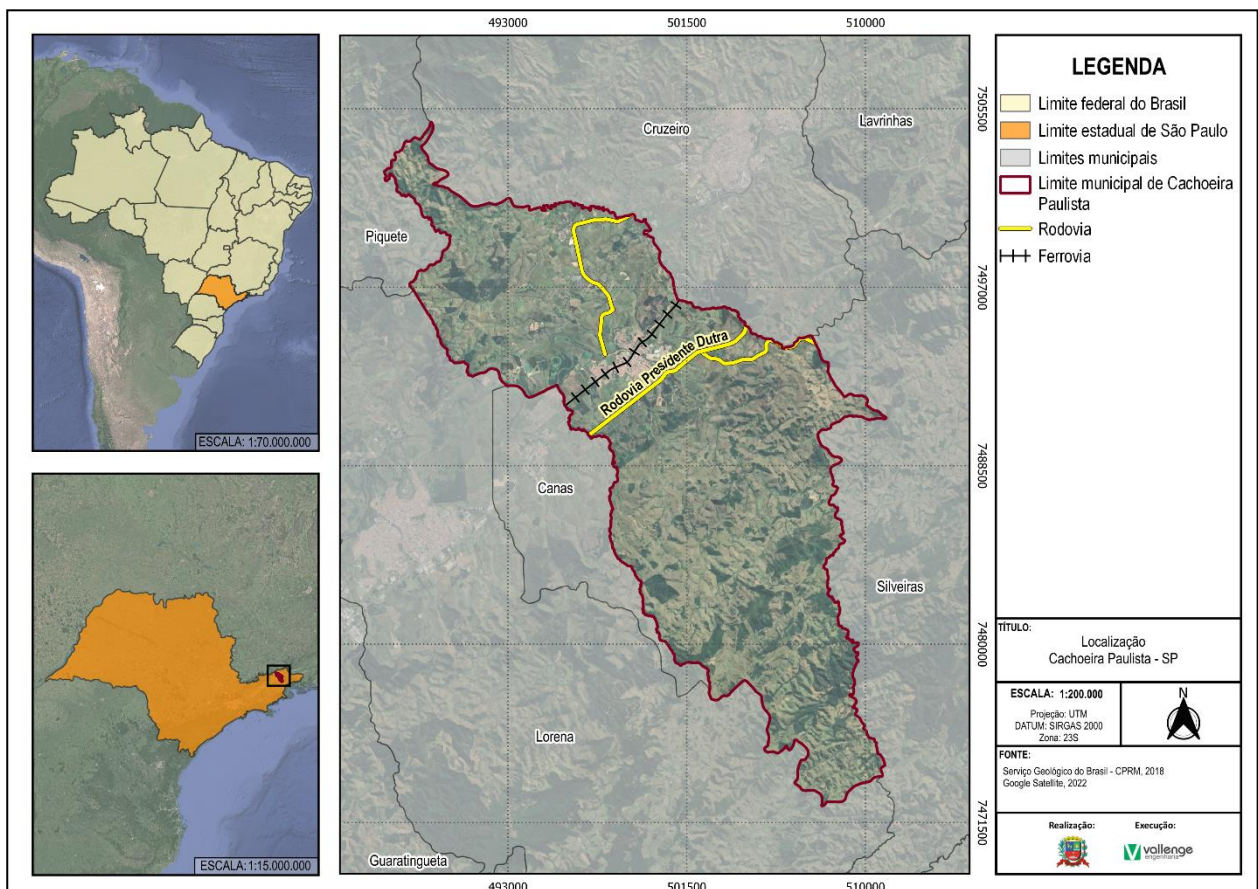 493000
501500
510000
ESCALA: 1:70.000.000
ESCALA: 1:15.000.000
Lavrinhas
Cruzeiro
Piquete
Rodovia Presidente Dutra
Canas
Silveiras
Lorena
Guaratingueta
7505500
7497000
7488500
7480000
7471500
493000
501500
510000
LEGENDA
Limite federal do Brasil
Limite estadual de São Paulo
Limites municipais
Limite municipal de Cachoeira
Paulista
Rodovia
Ferrovia
TÍTULO:
Localização
Cachoeira Paulista - SP
ESCALA: 1:200.000
Projeção: UTM
DATUM: SIRGAS 2000
Zona: 23S
N
FONTE:
Serviço Geológico do Brasil - CPRM, 2018
Google Satellite, 2022
Realização:
Execução:
vallenge
engenharia